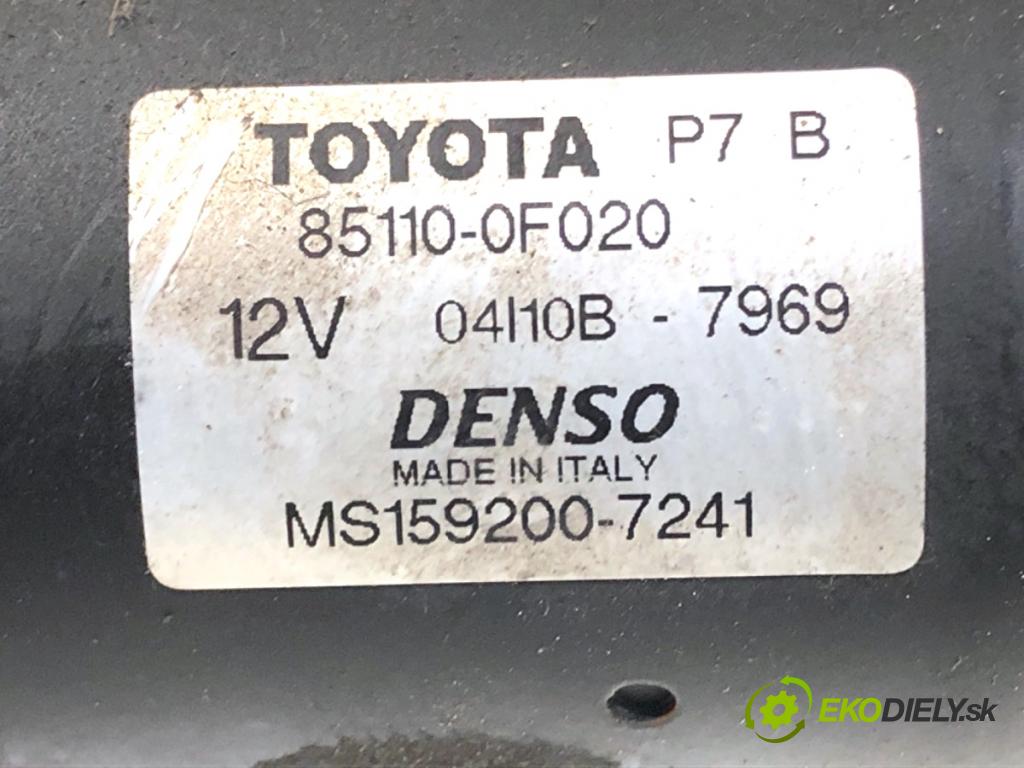 TOYOTA P7 B
85110-0F020
12V 04I10B - 7969
DENSO
MADE IN ITALY
MS159200-7241
EKODIELY.sk